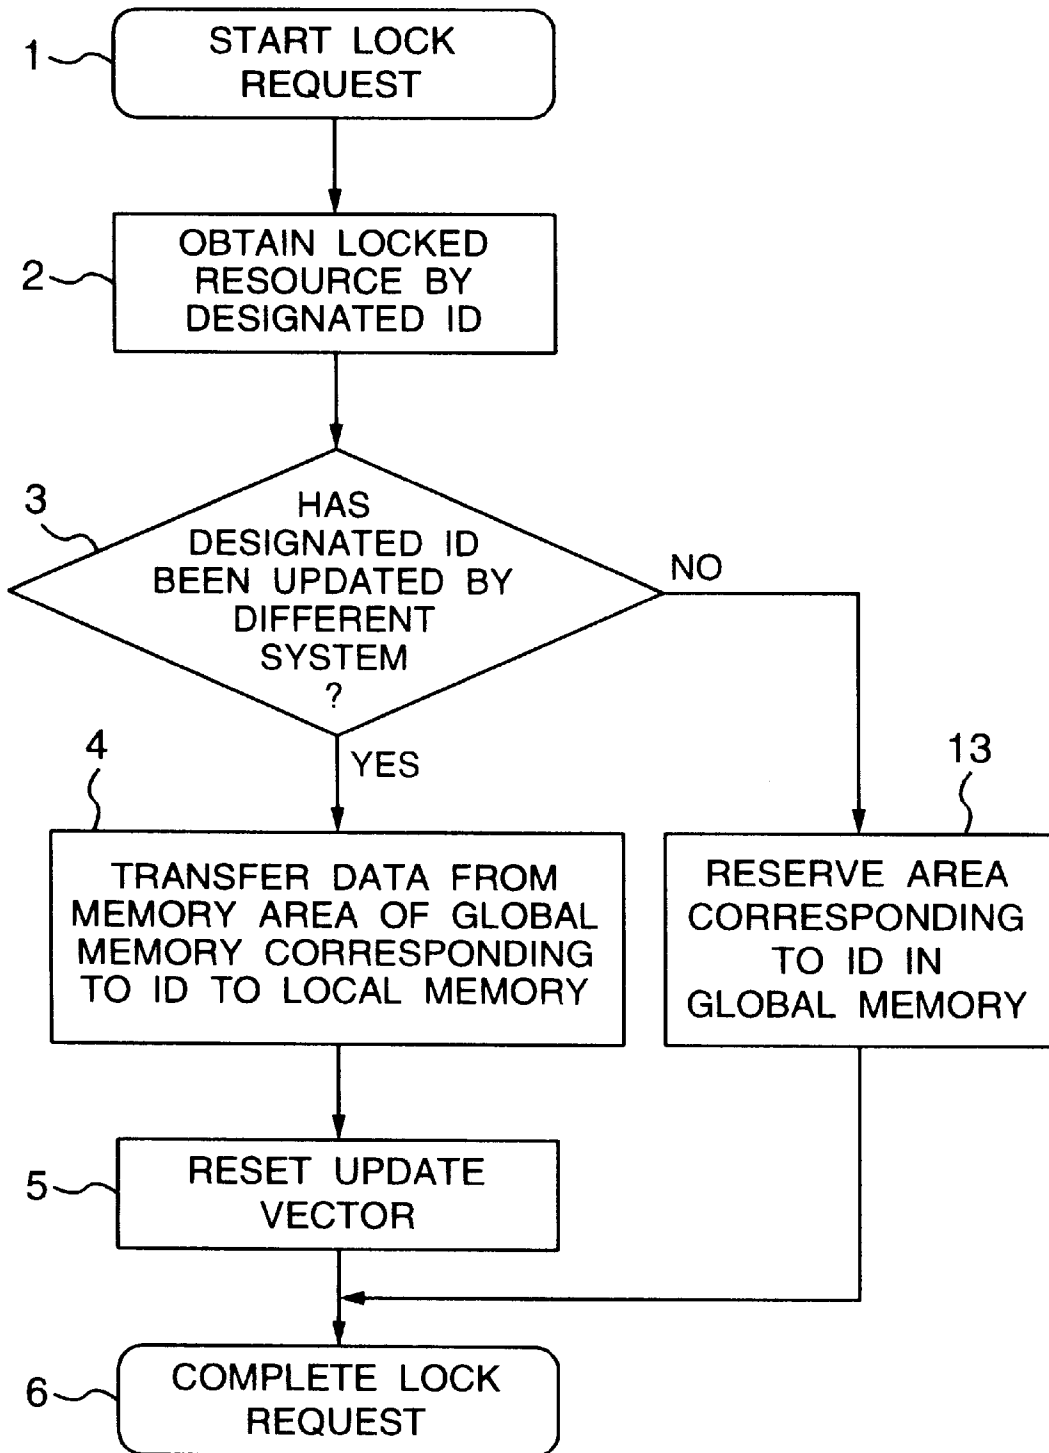 1
START LOCK
REQUEST
2
OBTAIN LOCKED
RESOURCE BY
DESIGNATED ID
3
HAS
DESIGNATED ID
BEEN UPDATED BY
DIFFERENT
SYSTEM
?
NO
YES
4
TRANSFER DATA FROM
MEMORY AREA OF GLOBAL
MEMORY CORRESPONDING
TO ID TO LOCAL MEMORY
13
RESERVE AREA
CORRESPONDING
TO ID IN
GLOBAL MEMORY
5
RESET UPDATE
VECTOR
6
COMPLETE LOCK
REQUEST